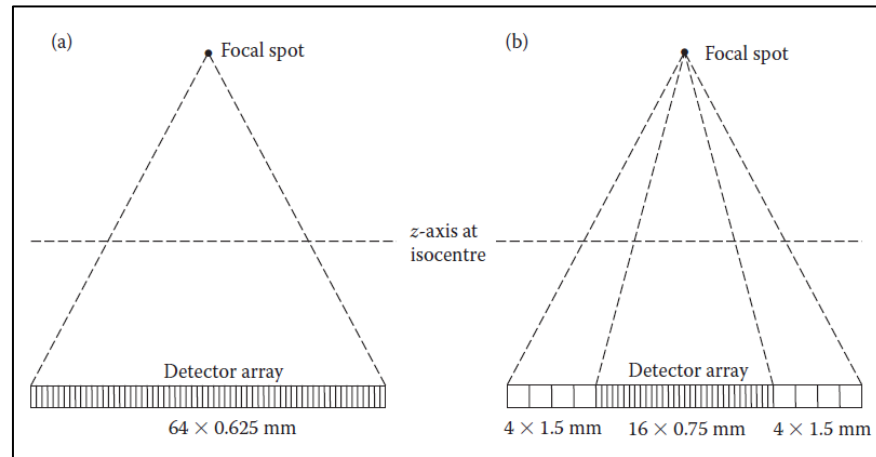 (a)
Focal spot
(b)
Focal spot
z-axis at
isocentre
Detector array
64 × 0.625 mm
Detector array
4 × 1.5 mm 16 × 0.75 mm 4 × 1.5 mm